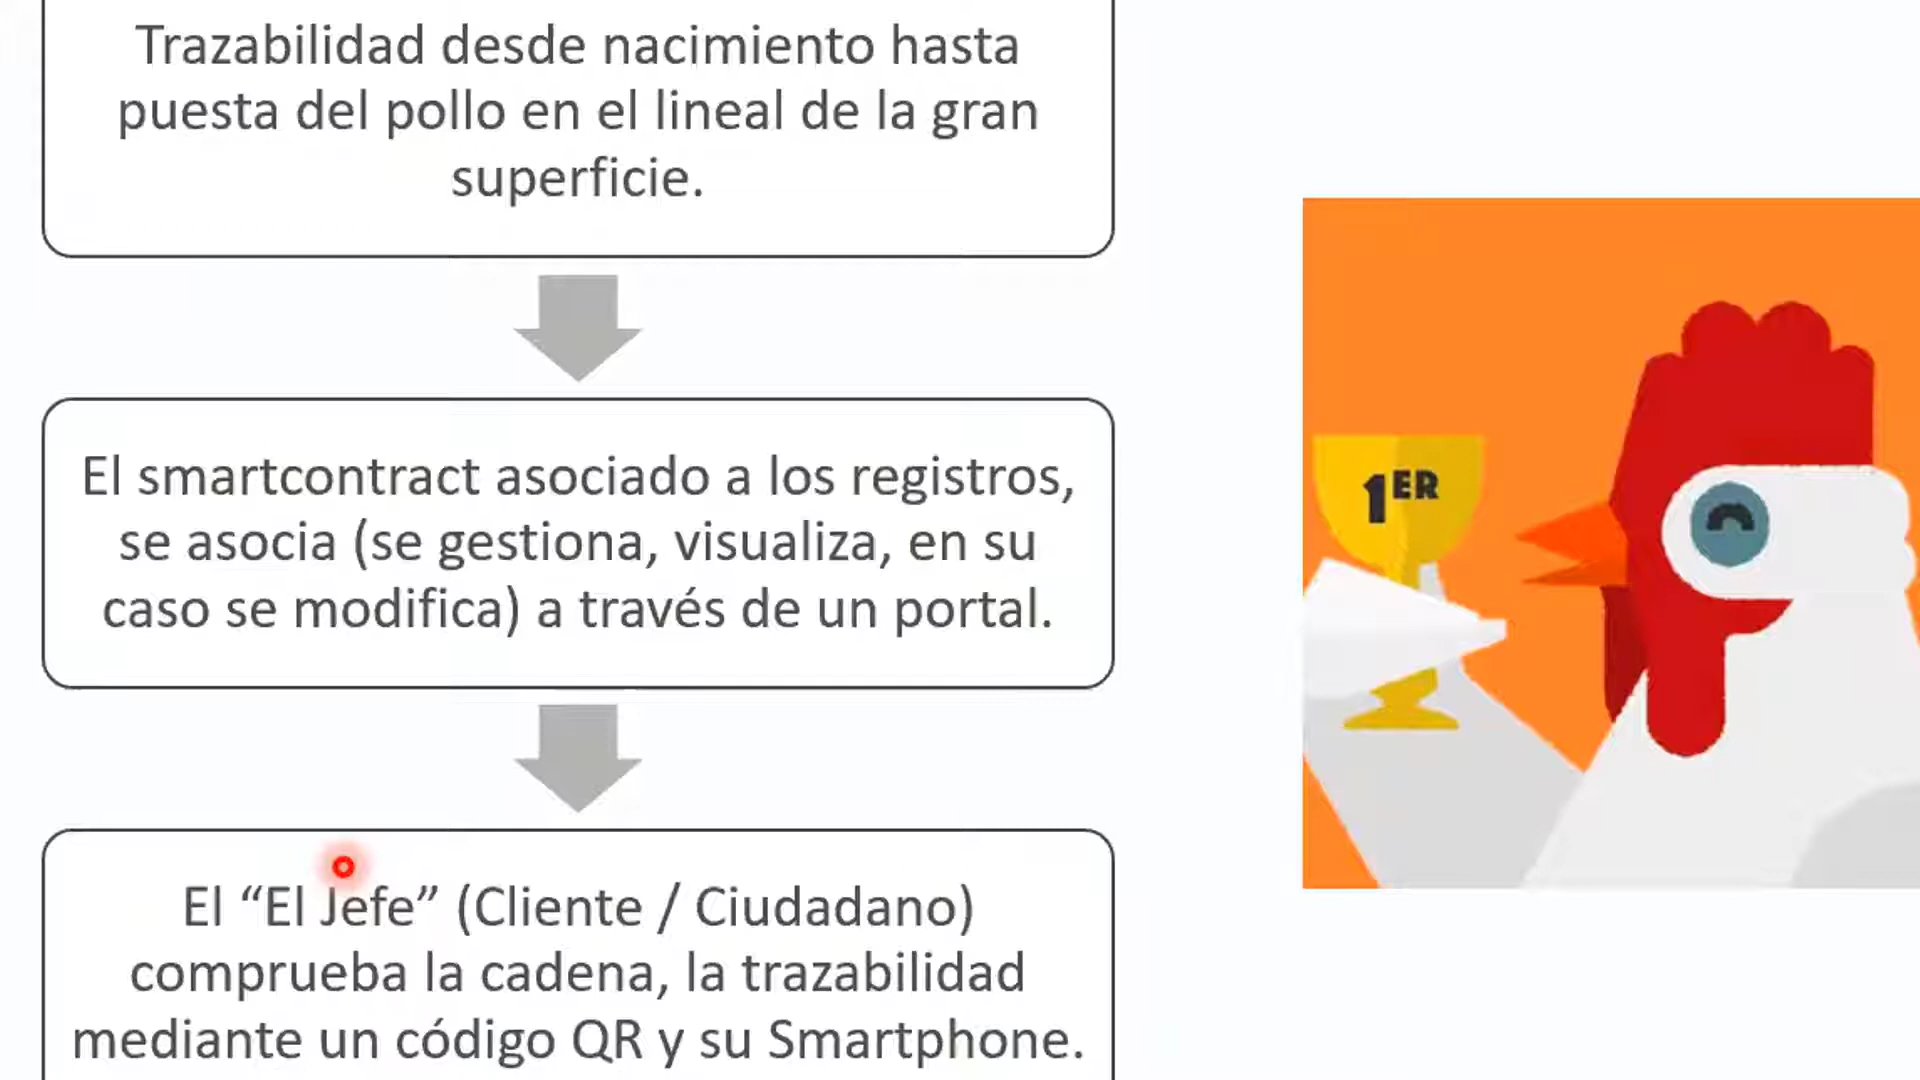 Trazabilidad desde nacimiento hasta
puesta del pollo en el lineal de la gran
superficie.
El smartcontract asociado a los registros,
se asocia (se gestiona, visualiza, en su
caso se modifica) a través de un portal.
1ER
El “El Jefe” (Cliente / Ciudadano)
comprueba la cadena, la trazabilidad
mediante un código QR y su Smartphone.